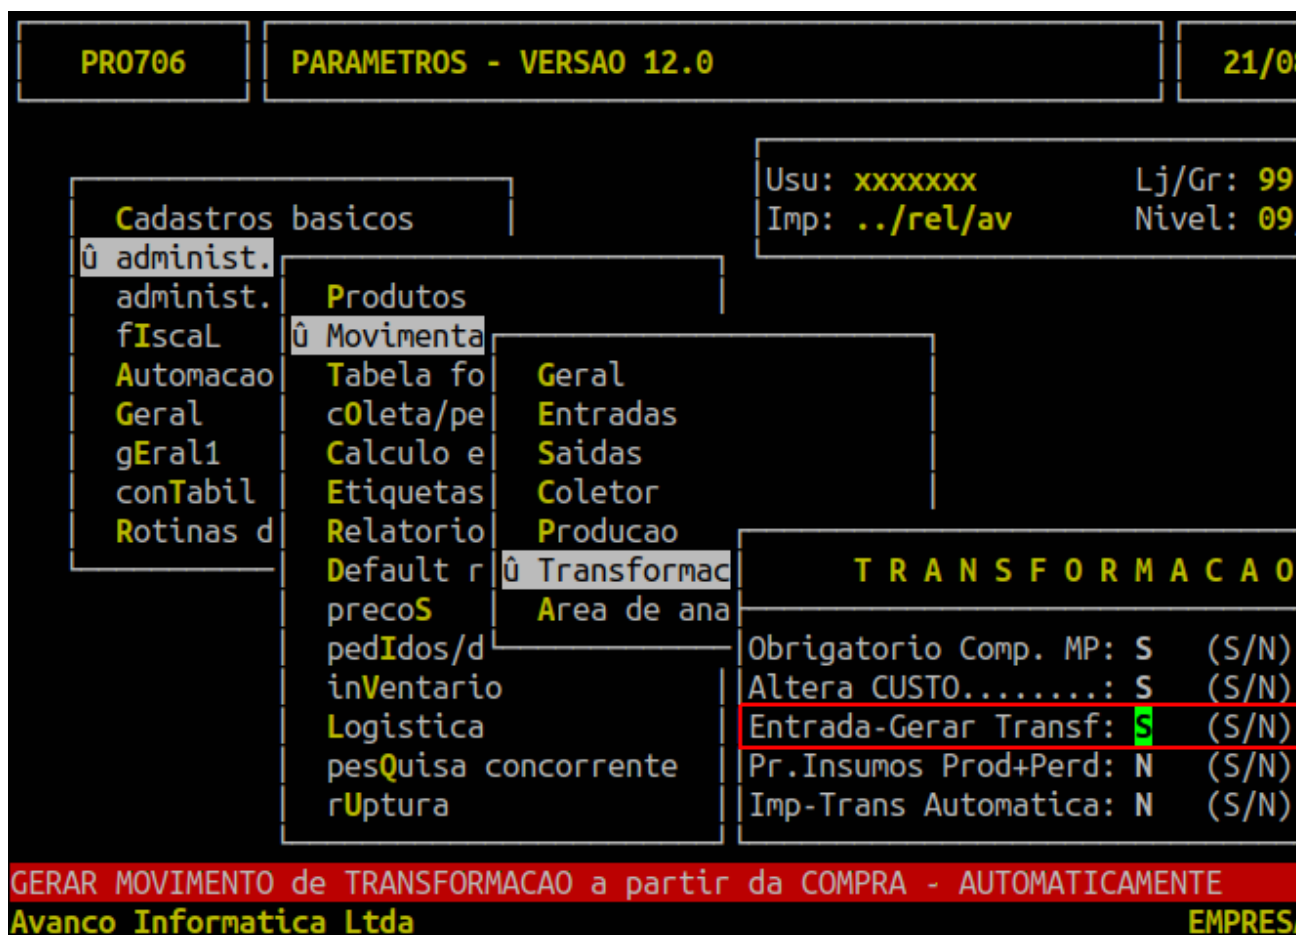 PRO706 PARAMETROS - VERSAO 12.0 21/08
Usu: xxxxxxx Lj/Gr: 99
Cadastros basicos Imp: ../rel/av Nivel: 09
û administ.
administ. Produtos
fIscaL û Movimenta
Automacao Tabela fo Geral
Geral cOleta/pe Entradas
gEral1 Calculo e Saidas
conTabil Etiquetas Coletor
Rotinas d Relatorio Producao
Default r û Transformac T R A N S F O R M A C A O
precoS Area de ana
pedIdos/d Obrigatorio Comp. MP: S (S/N)
inVentario Altera CUSTO........: S (S/N)
Logistica Entrada-Gerar Transf: S (S/N)
pesQuisa concorrente Pr.Insumos Prod+Perd: N (S/N)
rUptura Imp-Trans Automatica: N (S/N)
GERAR MOVIMENTO de TRANSFORMACAO a partir da COMPRA - AUTOMATICAMENTE
Avanco Informatica Ltda EMPRESA